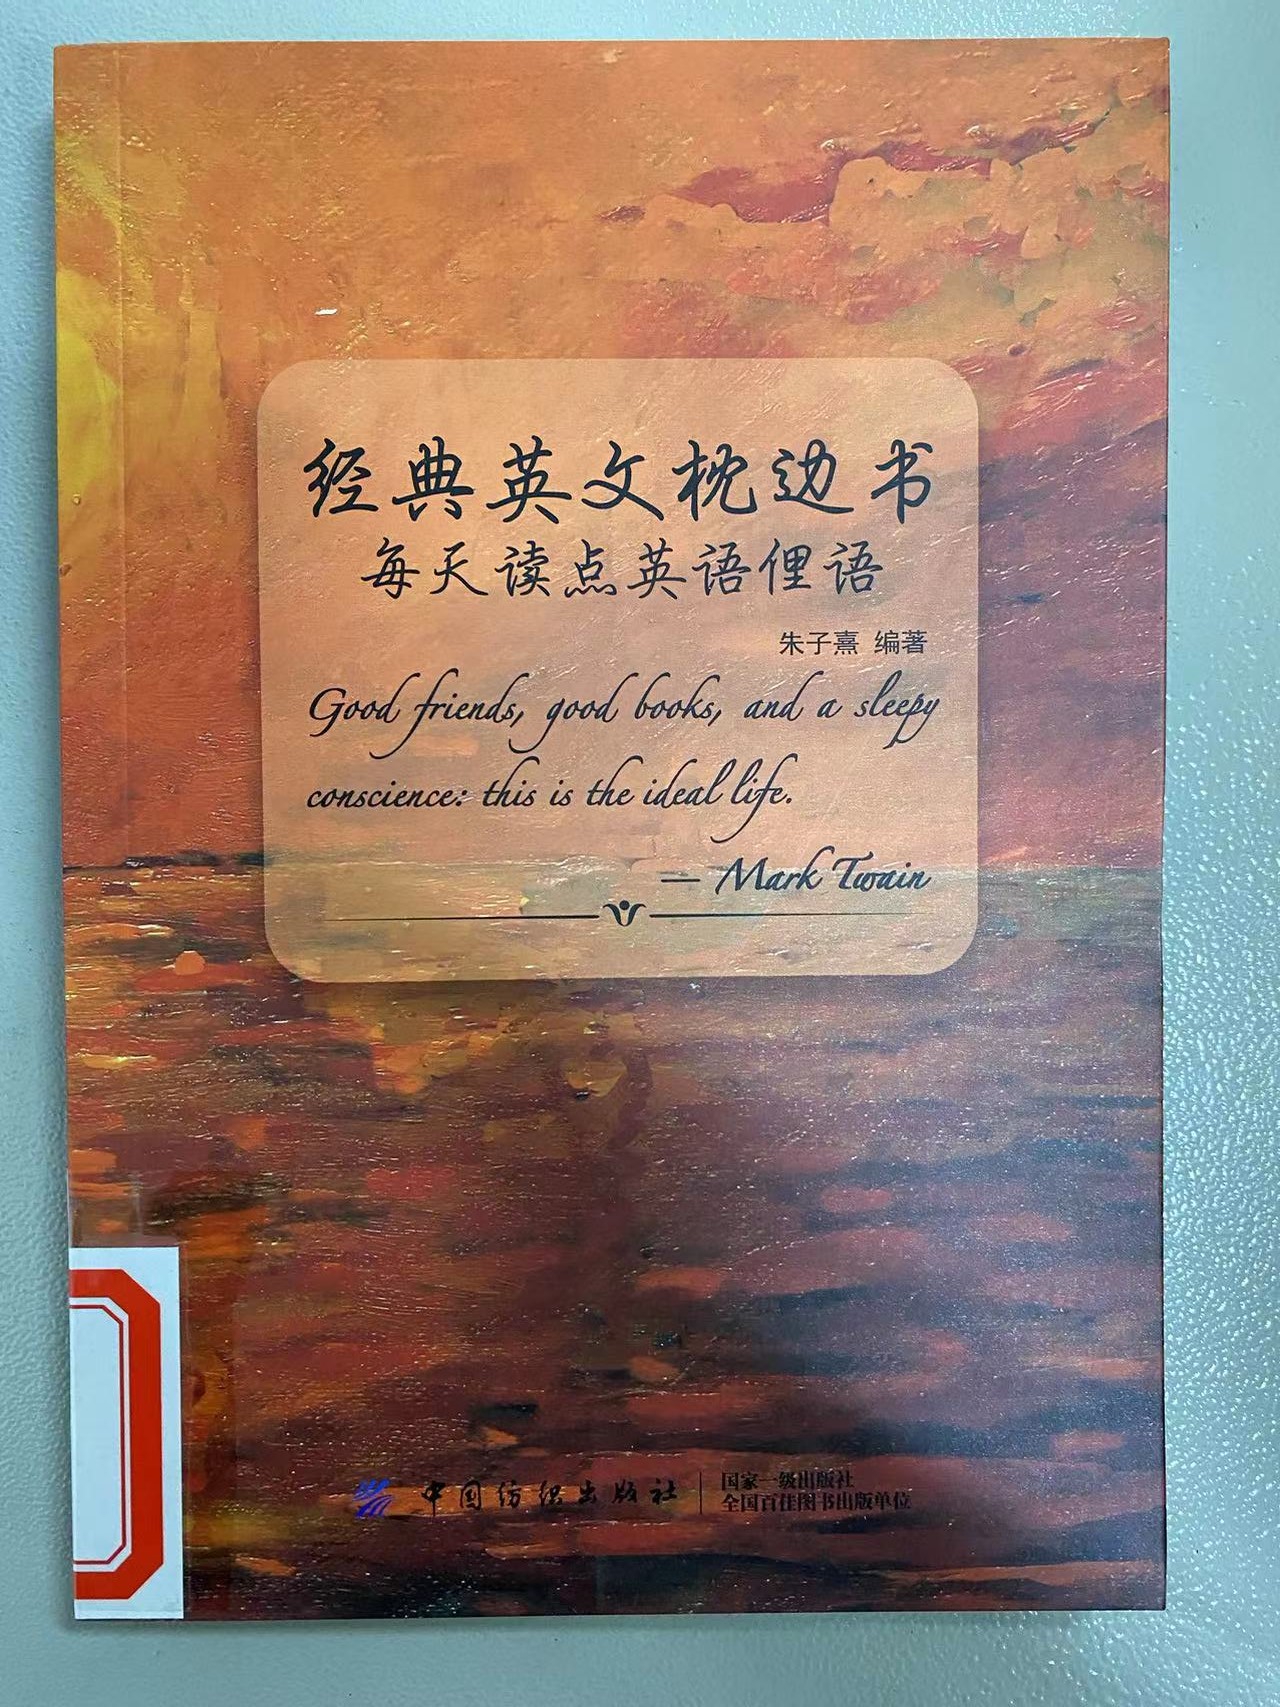 经典英文枕边书
每天读点英语俚语
朱子熹 编著
Good friends, good books, and a sleepy
conscience: this is the ideal life.
— Mark Twain
中国纺织出版社
国家一级出版社
全国百佳图书出版单位